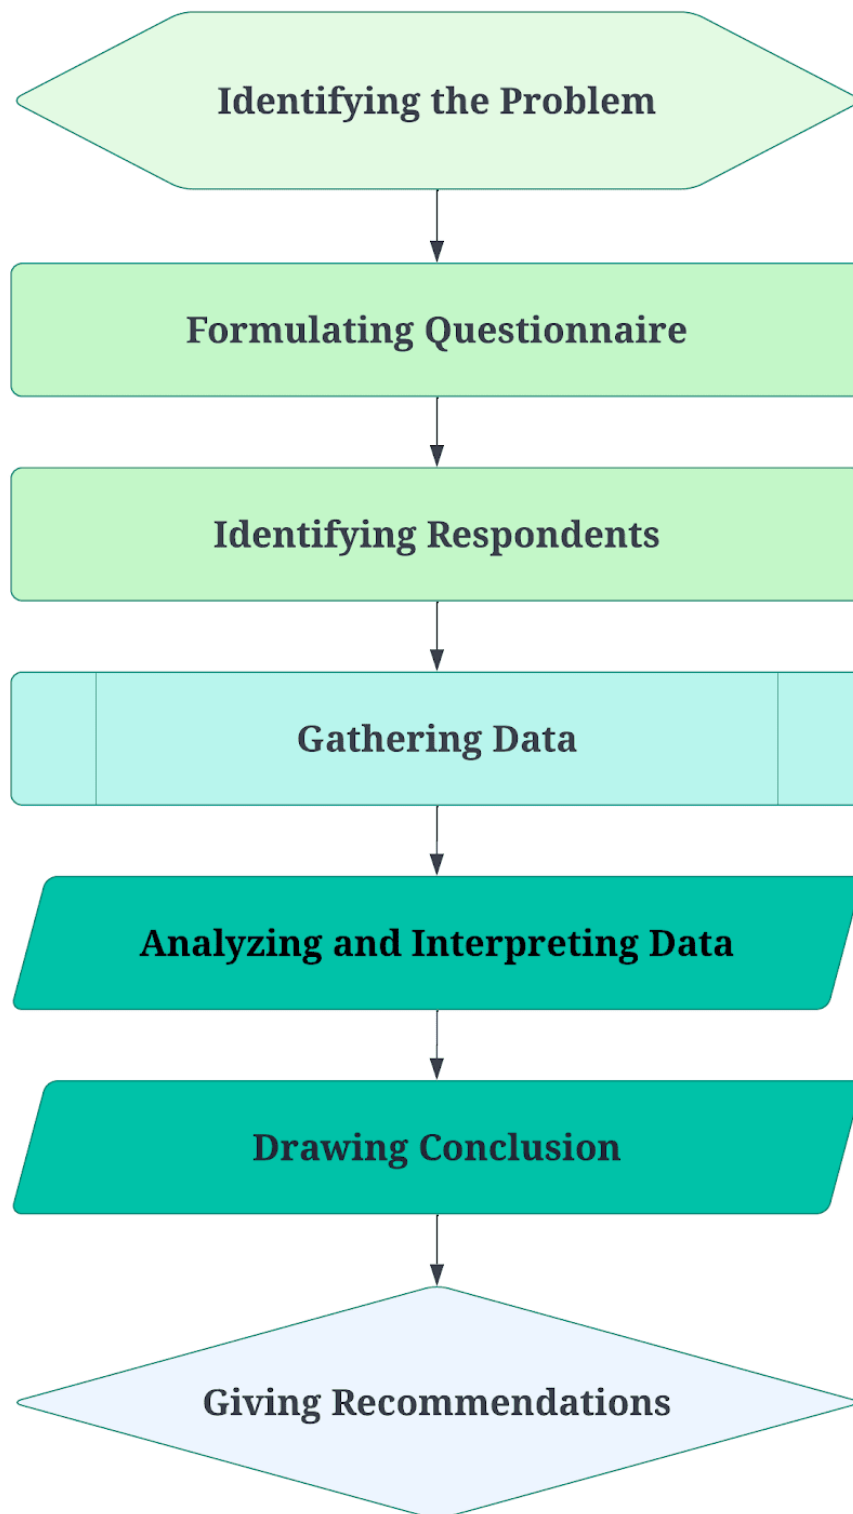 Identifying the Problem
Formulating Questionnaire
Identifying Respondents
Gathering Data
Analyzing and Interpreting Data
Drawing Conclusion
Giving Recommendations